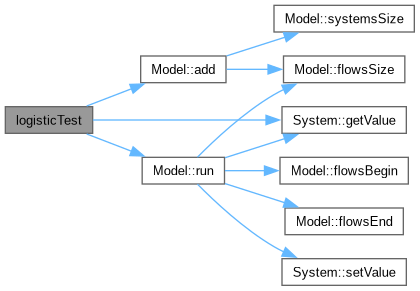 Model::systemsSize
Model::add
Model::flowsSize
logisticTest
System::getValue
Model::run
Model::flowsBegin
Model::flowsEnd
System::setValue